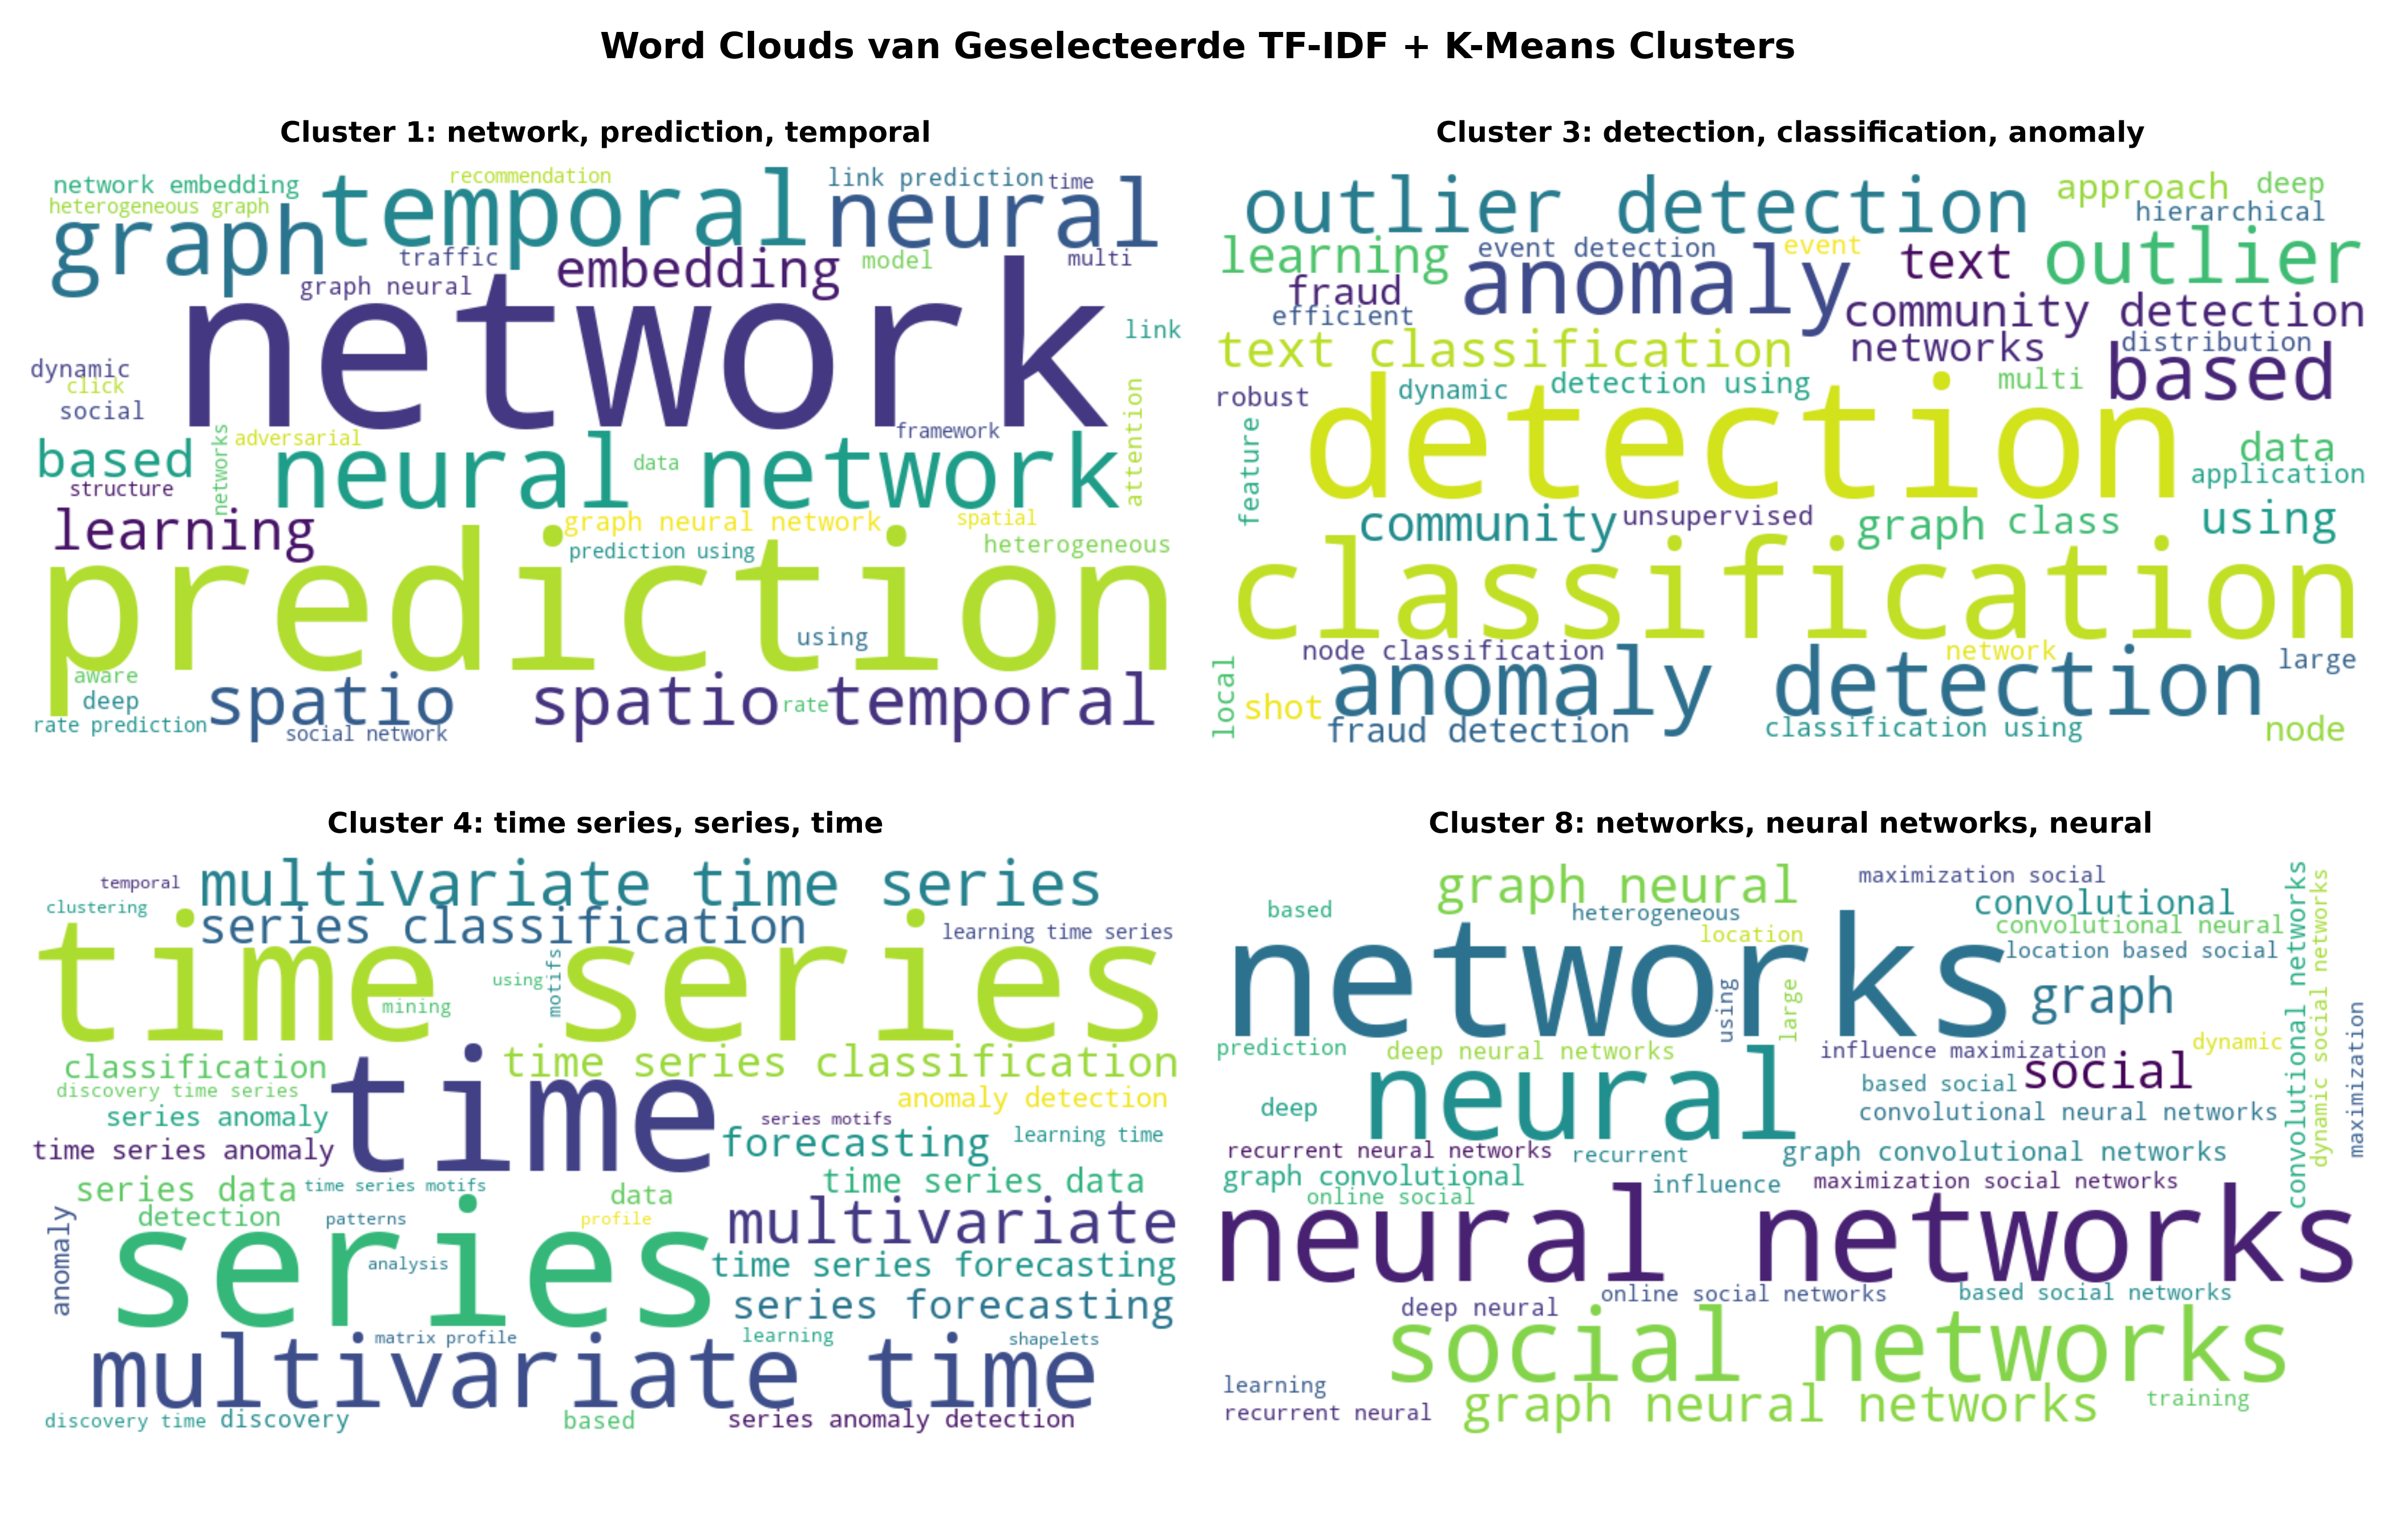 Word Clouds van Geselecteerde TF-IDF + K-Means Clusters
Cluster 1: network, prediction, temporal
network embedding
recommendation
link prediction
time
heterogeneous graph
temporal
neural
graph
traffic
embedding
model
multi
graph neural
network
link
dynamic
click
social
attention
adversarial
framework
based
networks
neural network
data
structure
learning
graph neural network
spatial
prediction using
heterogeneous
prediction
using
aware
deep
spatio
spatio temporal
rate
rate prediction
social network
Cluster 3: detection, classification, anomaly
outlier detection
approach
deep
hierarchical
learning
event detection
event
text
outlier
anomaly
fraud
efficient
community detection
text classification
networks
distribution
based
robust
dynamic
detection using
multi
detection
feature
data
application
community
unsupervised
graph
class
using
classification
node classification
network
large
local
anomaly detection
shot
fraud detection
classification using
node
Cluster 4: time series, series, time
temporal
multivariate time series
clustering
series classification
learning time series
time series
using
motifs
mining
classification
time series classification
discovery time series
time
anomaly detection
series anomaly
series motifs
time series anomaly
forecasting
learning time
series data
time series motifs
data
time series data
detection
patterns
profile
multivariate
anomaly
series
analysis
time series forecasting
series forecasting
matrix profile
learning
shapelets
multivariate time
discovery time
discovery
based
series anomaly detection
Cluster 8: networks, neural networks, neural
graph neural
maximization social
convolutional
based
heterogeneous
convolutional neural
location
location based social
networks
using
large
graph
convolutional networks
dynamic social networks
maximization
prediction
deep neural networks
influence maximization
dynamic
neural
based social
social
deep
convolutional neural networks
recurrent neural networks
recurrent
graph convolutional networks
graph convolutional
online social
influence
maximization social networks
neural networks
online social networks
based social networks
deep neural
social networks
learning
recurrent neural
graph neural networks
training